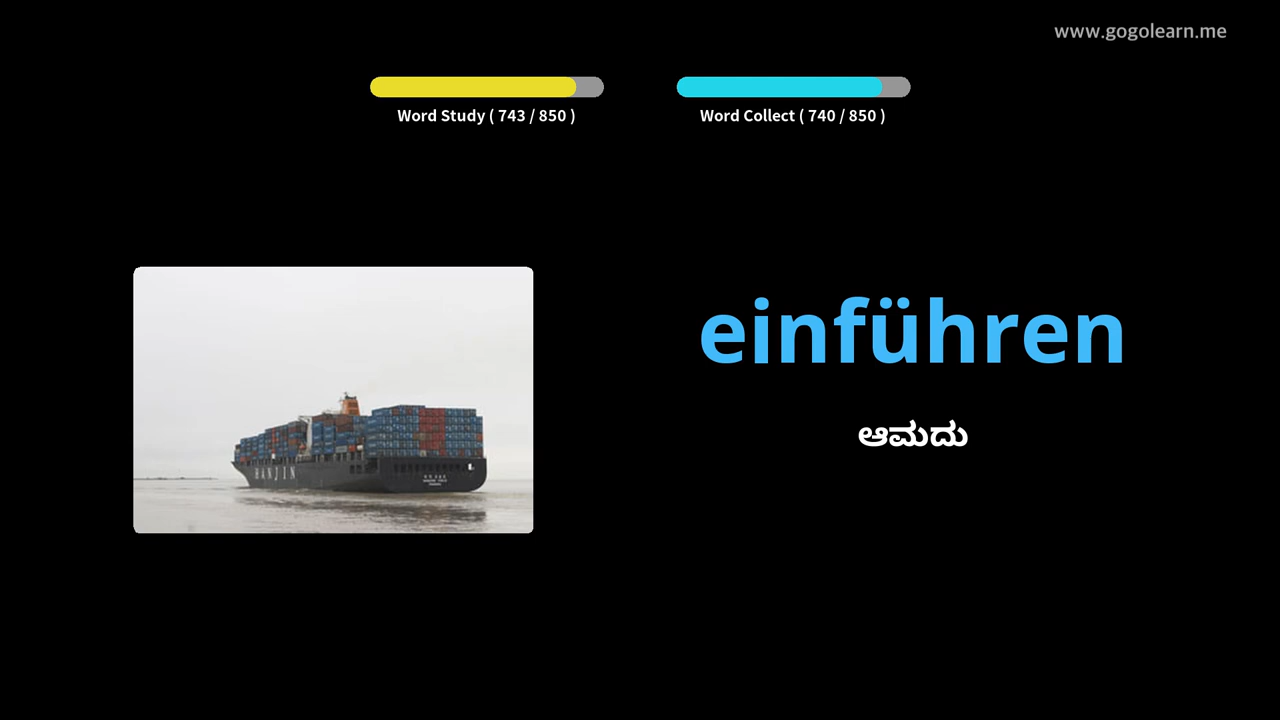 www.gogolearn.me
Word Study ( 743 / 850 )
Word Collect ( 740 / 850 )
einführen
ಆಮದು
HANJIN